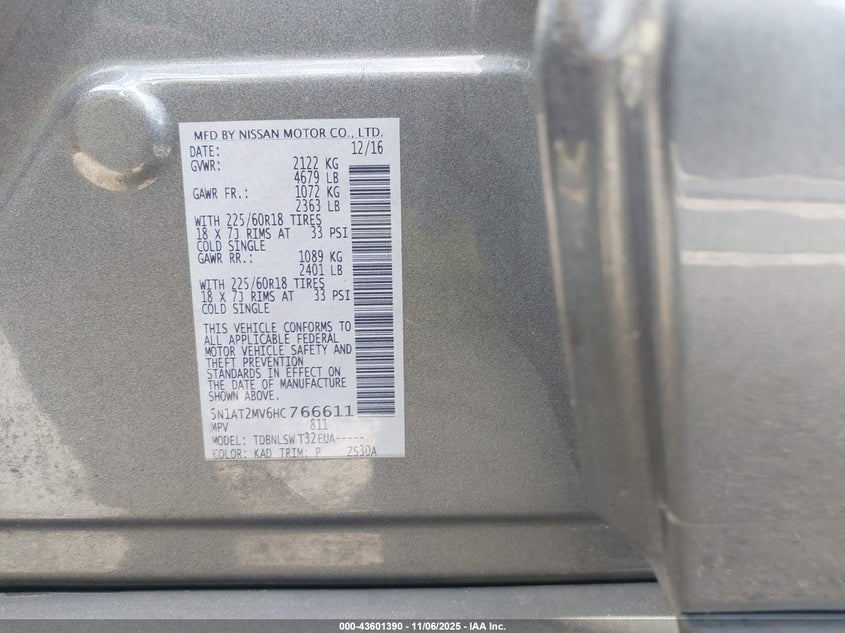 MFD BY NISSAN MOTOR CO., LTD.
DATE: 12/16
GVWR: 2122 KG
4679 LB
GAWR FR.: 1072 KG
2363 LB
WITH 225/60R18 TIRES
18 X 7J RIMS AT 33 PSI
COLD SINGLE
GAWR RR.: 1089 KG
2401 LB
WITH 225/60R18 TIRES
18 X 7J RIMS AT 33 PSI
COLD SINGLE
THIS VEHICLE CONFORMS TO
ALL APPLICABLE FEDERAL
MOTOR VEHICLE SAFETY AND
THEFT PREVENTION
STANDARDS IN EFFECT ON
THE DATE OF MANUFACTURE
SHOWN ABOVE.
5N1AT2MV6HC766611
MPV 811
MODEL: TDBNLSWT32EUA-----
COLOR: KAD TRIM: P ZS30A
000-43601390 - 11/06/2025 - IAA Inc.